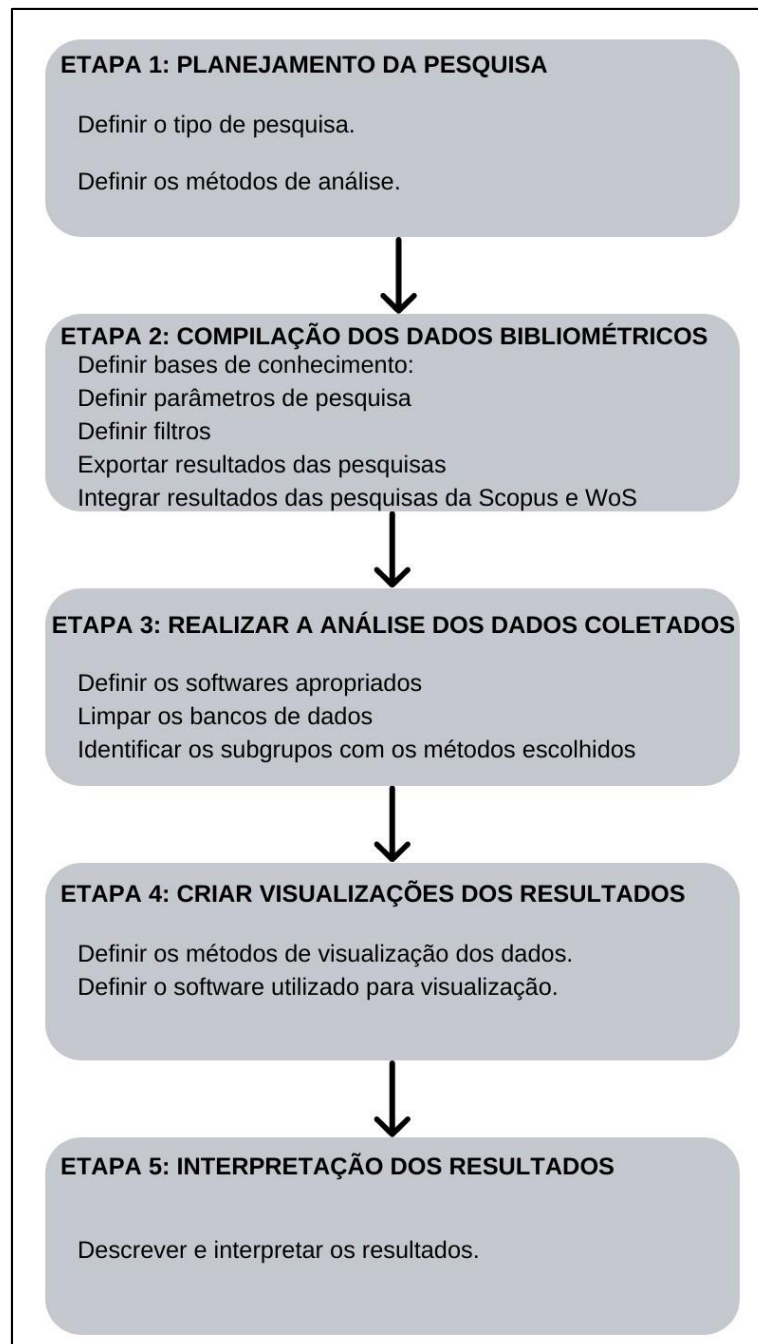 ETAPA 1: PLANEJAMENTO DA PESQUISA
Definir o tipo de pesquisa.
Definir os métodos de análise.
ETAPA 2: COMPILAÇÃO DOS DADOS BIBLIOMÉTRICOS
Definir bases de conhecimento:
Definir parâmetros de pesquisa
Definir filtros
Exportar resultados das pesquisas
Integrar resultados das pesquisas da Scopus e WoS
ETAPA 3: REALIZAR A ANÁLISE DOS DADOS COLETADOS
Definir os softwares apropriados
Limpar os bancos de dados
Identificar os subgrupos com os métodos escolhidos
ETAPA 4: CRIAR VISUALIZAÇÕES DOS RESULTADOS
Definir os métodos de visualização dos dados.
Definir o software utilizado para visualização.
ETAPA 5: INTERPRETAÇÃO DOS RESULTADOS
Descrever e interpretar os resultados.